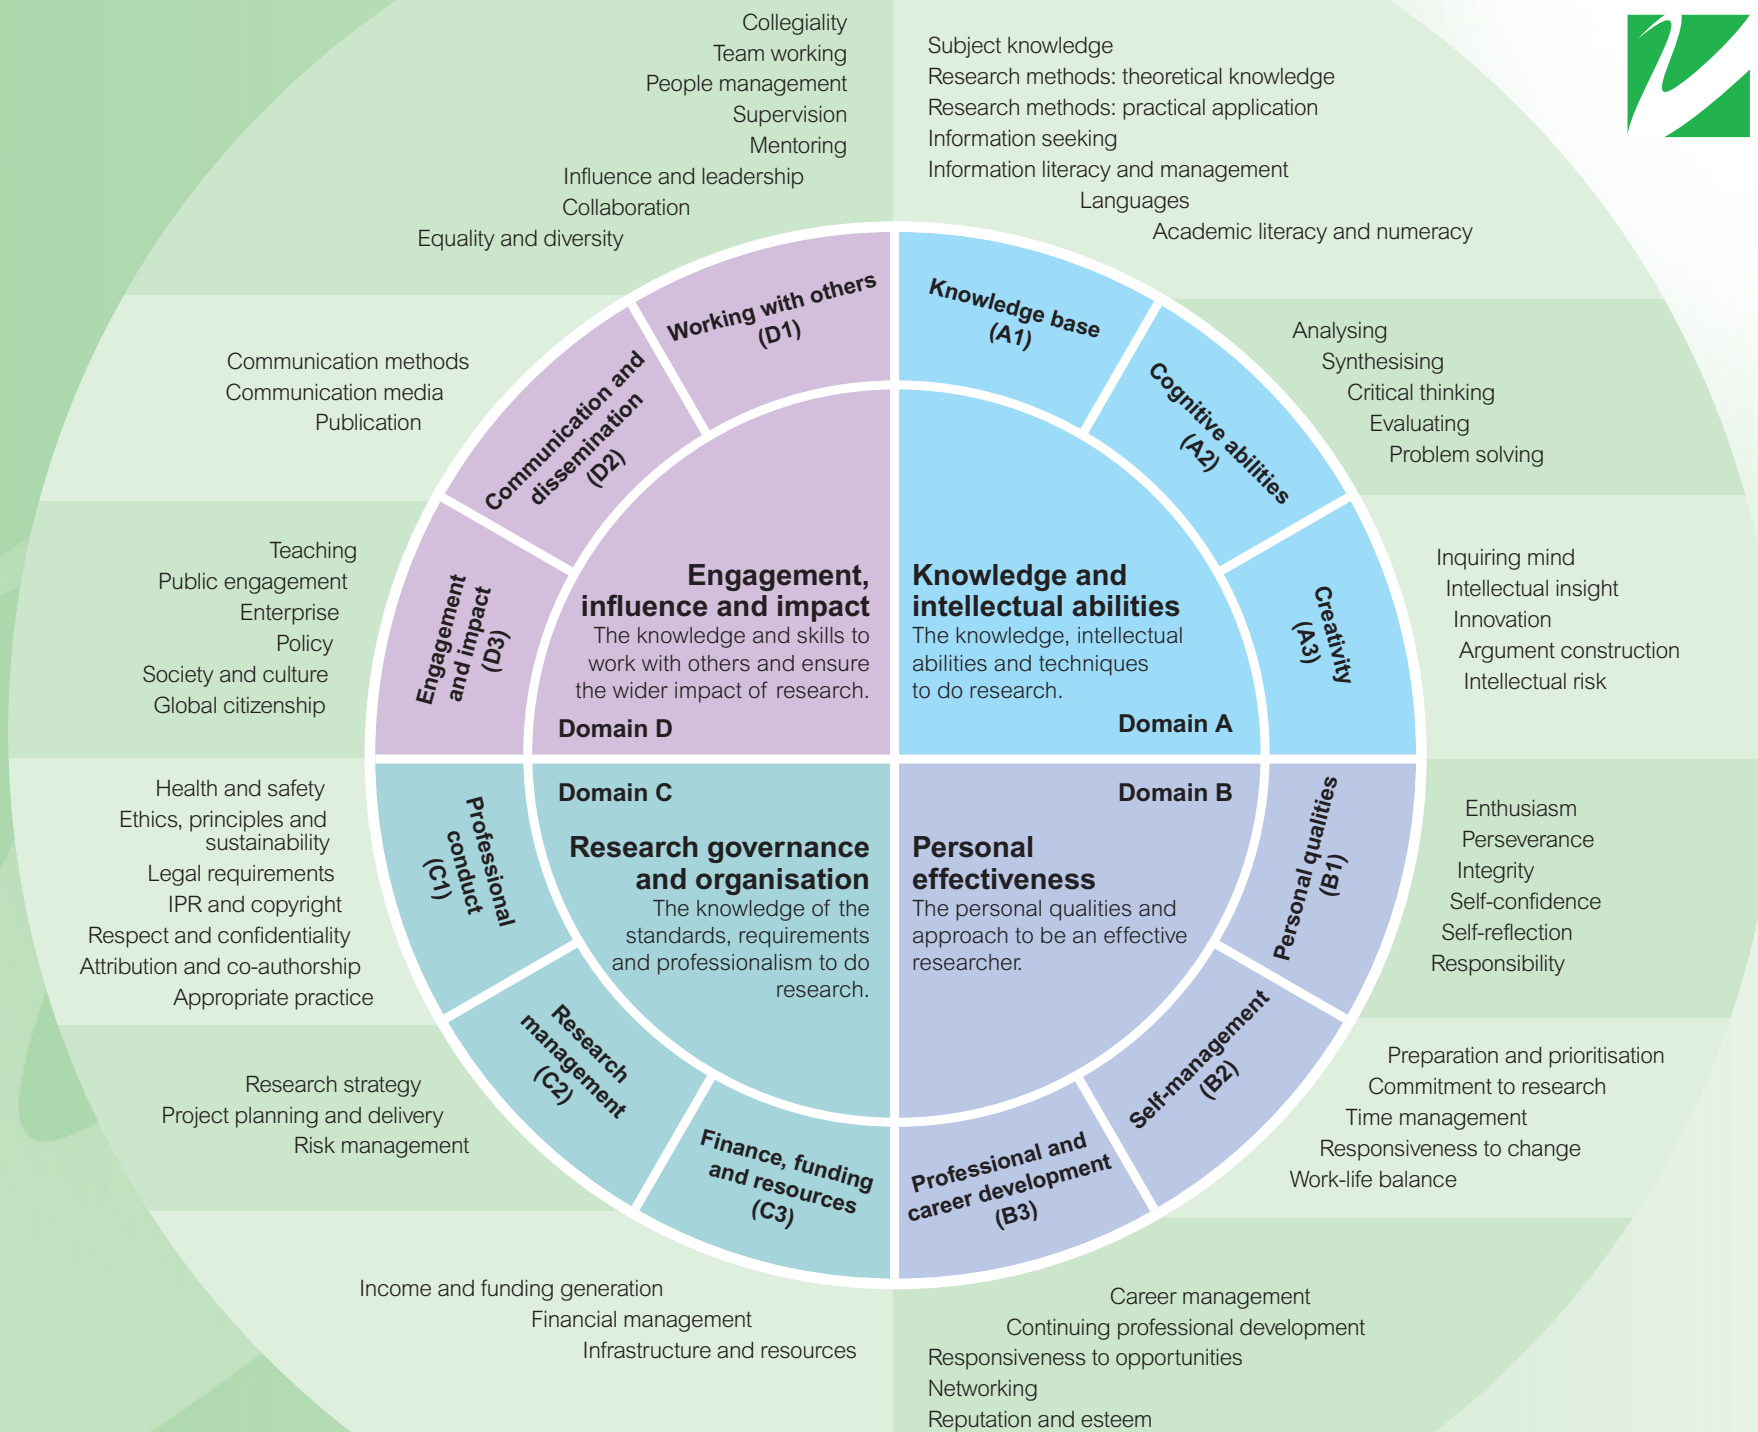 Collegiality
Team working
People management
Supervision
Mentoring
Influence and leadership
Collaboration
Equality and diversity
Subject knowledge
Research methods: theoretical knowledge
Research methods: practical application
Information seeking
Information literacy and management
Languages
Academic literacy and numeracy
Working with others
(D1)
Knowledge base
(A1)
Communication methods
Communication media
Publication
Communication and
dissemination
(D2)
Cognitive abilities
(A2)
Analysing
Synthesising
Critical thinking
Evaluating
Problem solving
Teaching
Public engagement
Enterprise
Policy
Society and culture
Global citizenship
Engagement
and impact
(D3)
Engagement,
influence and impact
The knowledge and skills to
work with others and ensure
the wider impact of research.
Domain D
Knowledge and
intellectual abilities
The knowledge, intellectual
abilities and techniques
to do research.
Domain A
Creativity
(A3)
Inquiring mind
Intellectual insight
Innovation
Argument construction
Intellectual risk
Health and safety
Ethics, principles and
sustainability
Legal requirements
IPR and copyright
Respect and confidentiality
Attribution and co-authorship
Appropriate practice
Professional
conduct
(C1)
Domain C
Research governance
and organisation
The knowledge of the
standards, requirements
and professionalism to do
research.
Domain B
Personal
effectiveness
The personal qualities and
approach to be an effective
researcher.
Personal qualities
(B1)
Enthusiasm
Perseverance
Integrity
Self-confidence
Self-reflection
Responsibility
Research strategy
Project planning and delivery
Risk management
Research
management
(C2)
Self-management
(B2)
Preparation and prioritisation
Commitment to research
Time management
Responsiveness to change
Work-life balance
Finance, funding
and resources
(C3)
Professional and
career development
(B3)
Income and funding generation
Financial management
Infrastructure and resources
Career management
Continuing professional development
Responsiveness to opportunities
Networking
Reputation and esteem